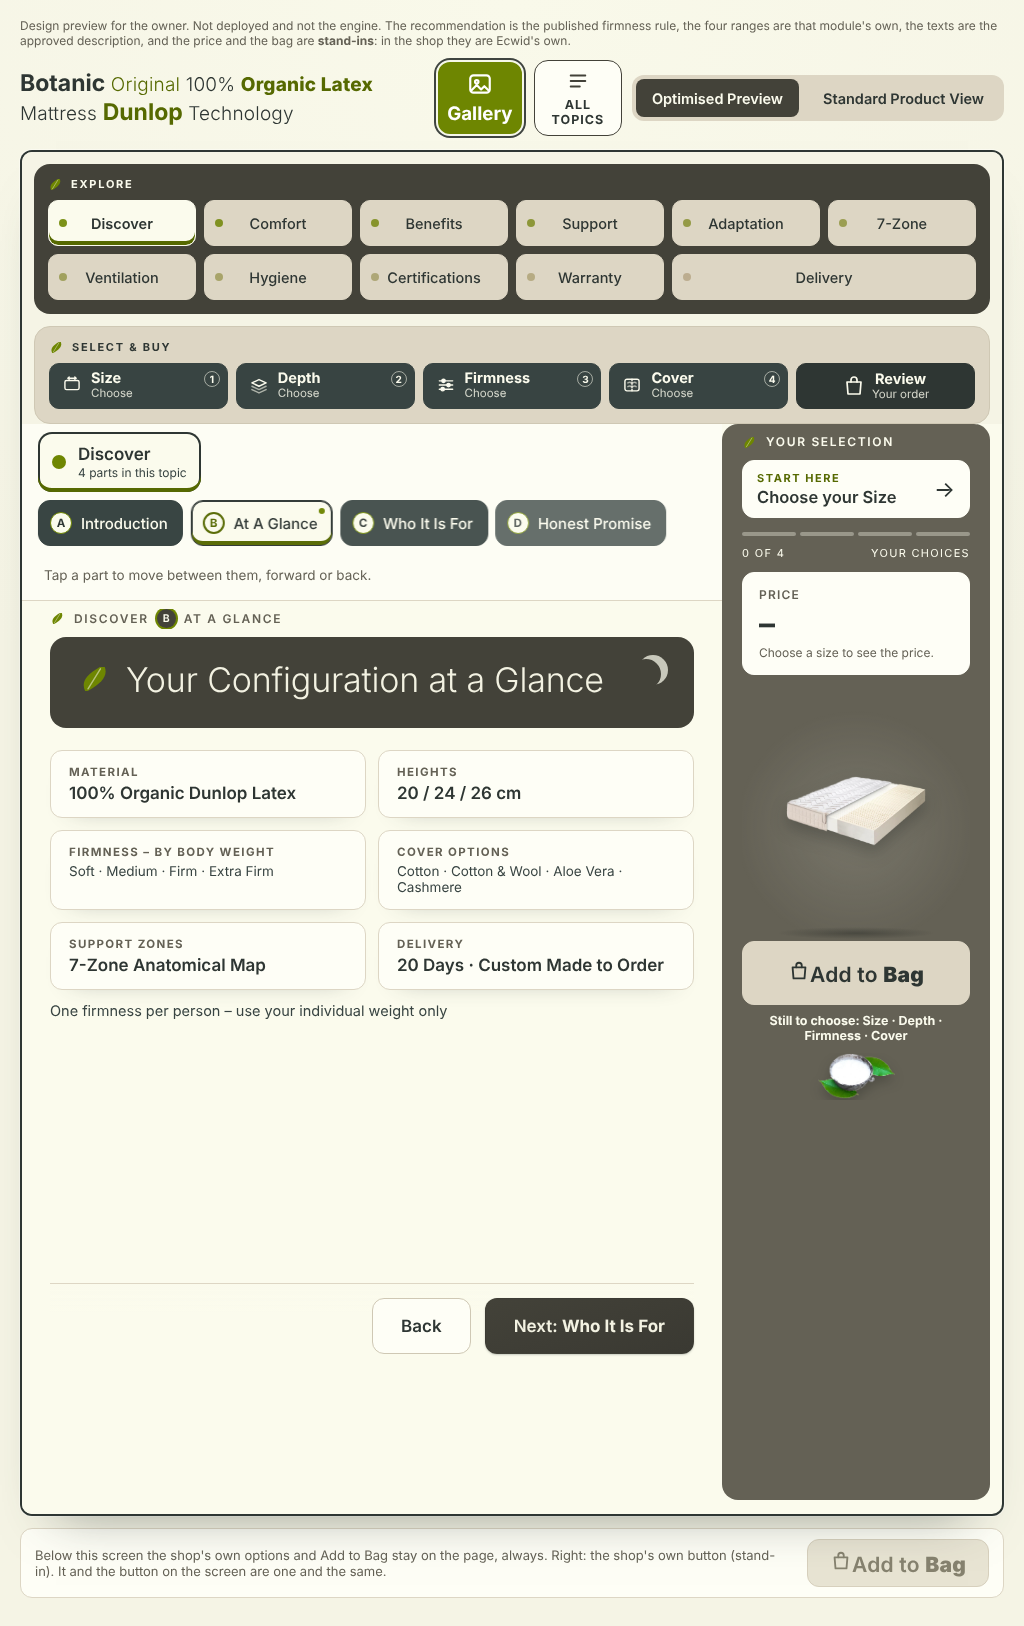 Design preview for the owner. Not deployed and not the engine. The recommendation is the published firmness rule, the four ranges are that module's own, the texts are the
approved description, and the price and the bag are stand-ins: in the shop they are Ecwid's own.
Botanic Original 100% Organic Latex
Mattress Dunlop Technology
Gallery
ALL
TOPICS
Optimised Preview
Standard Product View
EXPLORE
Discover
Comfort
Benefits
Support
Adaptation
7-Zone
Ventilation
Hygiene
Certifications
Warranty
Delivery
SELECT & BUY
Size
Choose
1
Depth
Choose
2
Firmness
Choose
3
Cover
Choose
4
Review
Your order
Discover
4 parts in this topic
A Introduction
B At A Glance
C Who It Is For
D Honest Promise
Tap a part to move between them, forward or back.
DISCOVER B AT A GLANCE
Your Configuration at a Glance
MATERIAL
100% Organic Dunlop Latex
HEIGHTS
20 / 24 / 26 cm
FIRMNESS – BY BODY WEIGHT
Soft · Medium · Firm · Extra Firm
COVER OPTIONS
Cotton · Cotton & Wool · Aloe Vera ·
Cashmere
SUPPORT ZONES
7-Zone Anatomical Map
DELIVERY
20 Days · Custom Made to Order
One firmness per person – use your individual weight only
Back
Next: Who It Is For
YOUR SELECTION
START HERE
Choose your Size
0 OF 4
YOUR CHOICES
PRICE
–
Choose a size to see the price.
Add to Bag
Still to choose: Size · Depth ·
Firmness · Cover
Below this screen the shop's own options and Add to Bag stay on the page, always. Right: the shop's own button (stand-
in). It and the button on the screen are one and the same.
Add to Bag